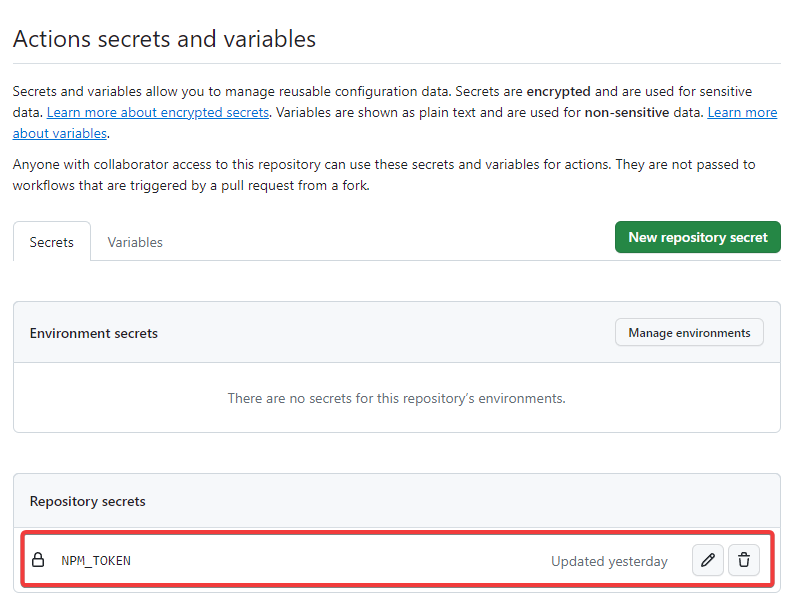 Actions secrets and variables
Secrets and variables allow you to manage reusable configuration data. Secrets are encrypted and are used for sensitive
data. Learn more about encrypted secrets. Variables are shown as plain text and are used for non-sensitive data. Learn more
about variables.
Anyone with collaborator access to this repository can use these secrets and variables for actions. They are not passed to
workflows that are triggered by a pull request from a fork.
Secrets Variables New repository secret
Environment secrets Manage environments
There are no secrets for this repository’s environments.
Repository secrets
NPM_TOKEN Updated yesterday